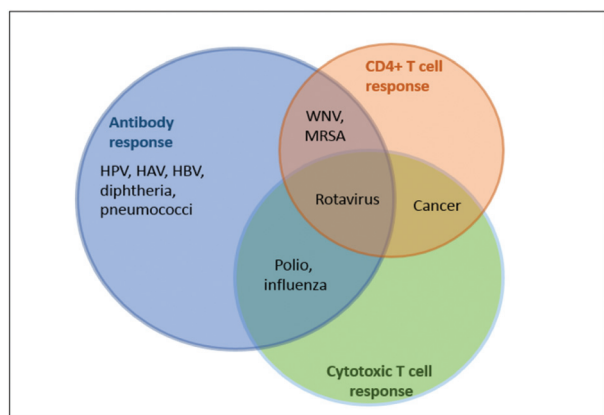 CD4+ T cell
response
WNV,
MRSA
Antibody
response
HPV, HAV, HBV,
diphtheria,
pneumococci
Rotavirus
Cancer
Polio,
influenza
Cytotoxic T cell
response